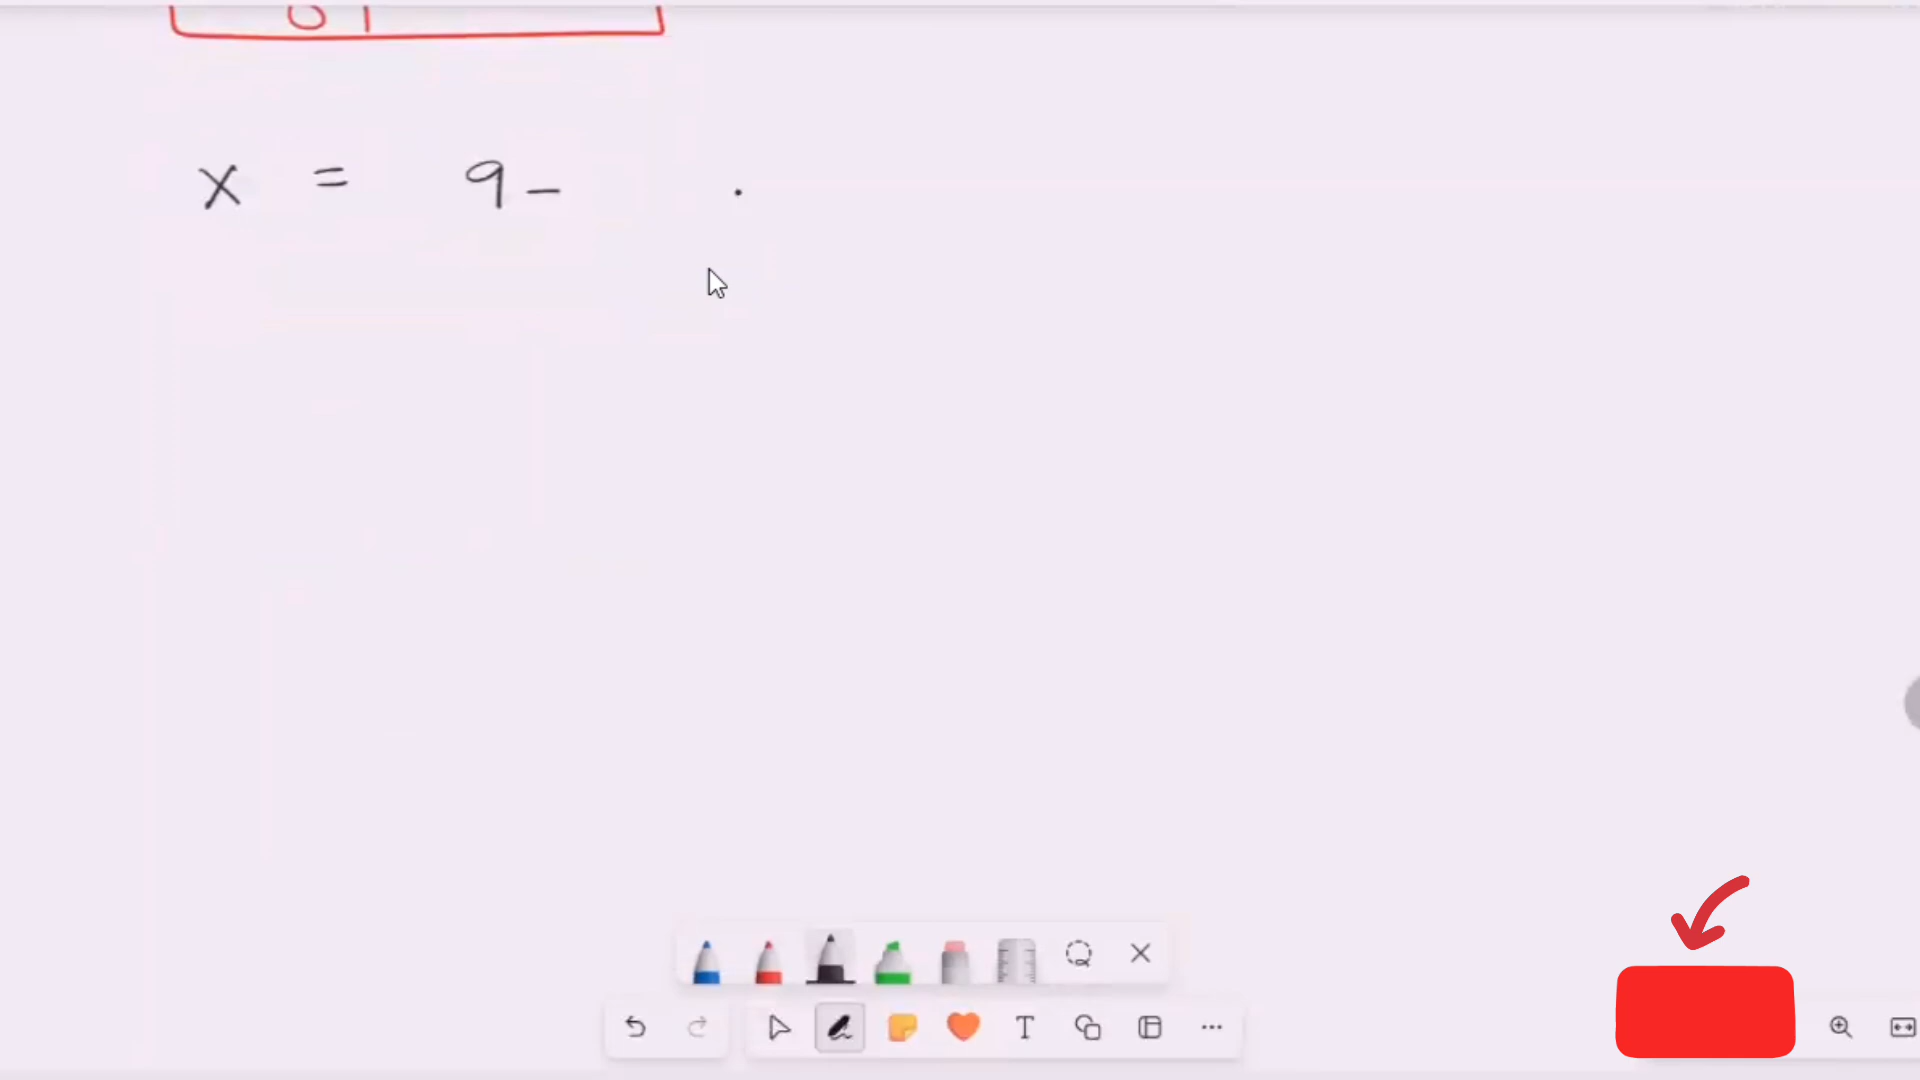 x = 9 - .
T